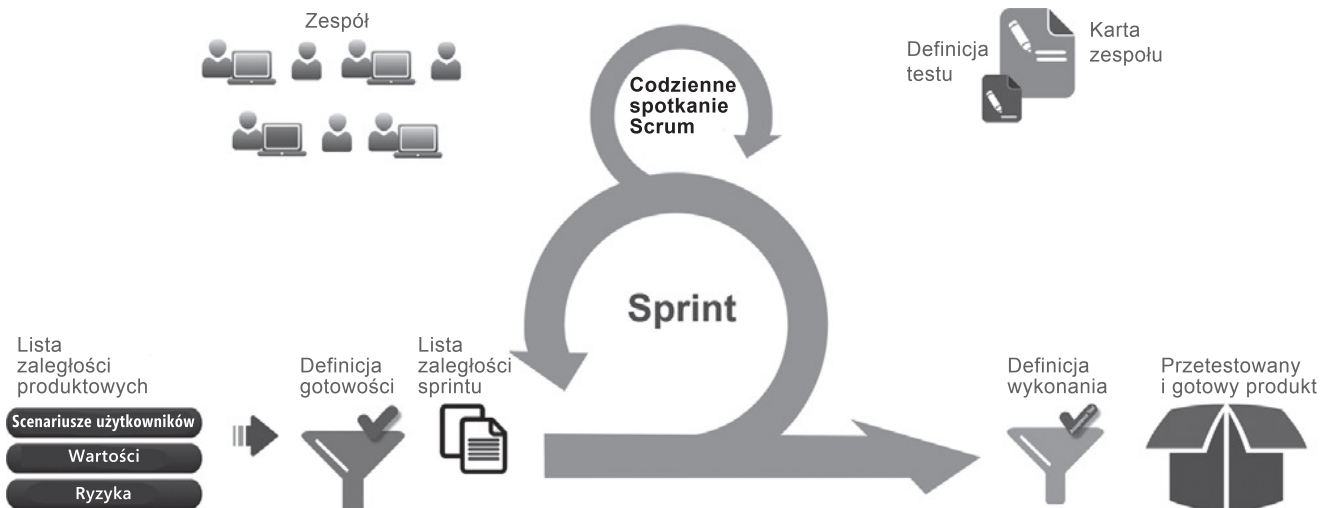 Zespół
Codzienne
spotkanie
Scrum
Definicja
testu
Karta
zespołu
Sprint
Lista
zaległości
produktowych
Scenariusze użytkowników
Wartości
Ryzyka
Definicja
gotowości
Lista
zaległości
sprintu
Definicja
wykonania
Przetestowany
i gotowy produkt